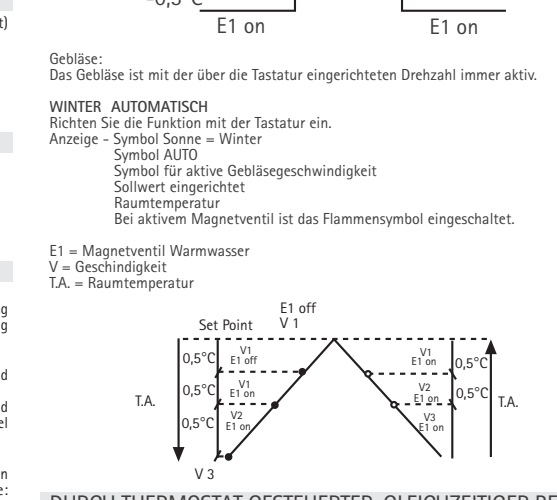 -0,5°C
E1 on E1 on
Gebläse:
Das Gebläse ist mit der über die Tastatur eingerichteten Drehzahl immer aktiv.
WINTER AUTOMATISCH
Richten Sie die Funktion mit der Tastatur ein.
Anzeige - Symbol Sonne = Winter
Symbol AUTO
Symbol für aktive Gebläsegeschwindigkeit
Sollwert eingerichtet
Raumtemperatur
Bei aktivem Magnetventil ist das Flammensymbol eingeschaltet.
E1 = Magnetventil Warmwasser
V = Geschindigkeit
T.A. = Raumtemperatur
E1 off
Set Point V 1
0,5°C V1 E1 off V1 E1 on 0,5°C
0,5°C V1 E1 on V2 E1 on 0,5°C
T.A. T.A.
0,5°C V2 E1 on V3 E1 on
V 3